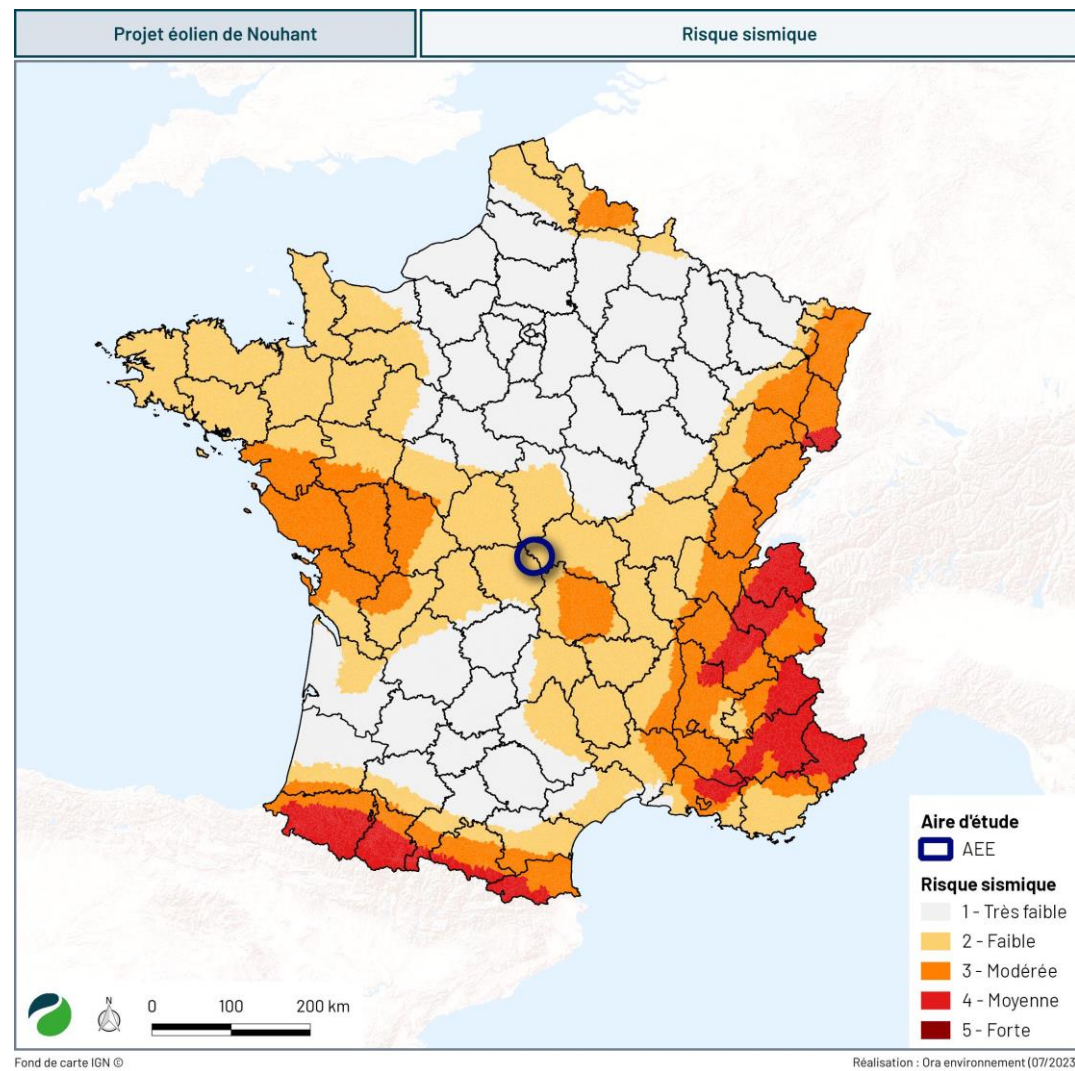 Projet éolien de Nouhant
Risque sismique
Aire d'étude
AEE
Risque sismique
1 - Très faible
2 - Faible
3 - Modérée
4 - Moyenne
5 - Forte
N
0 100 200 km
Fond de carte IGN ©
Réalisation : Ora environnement (07/2023